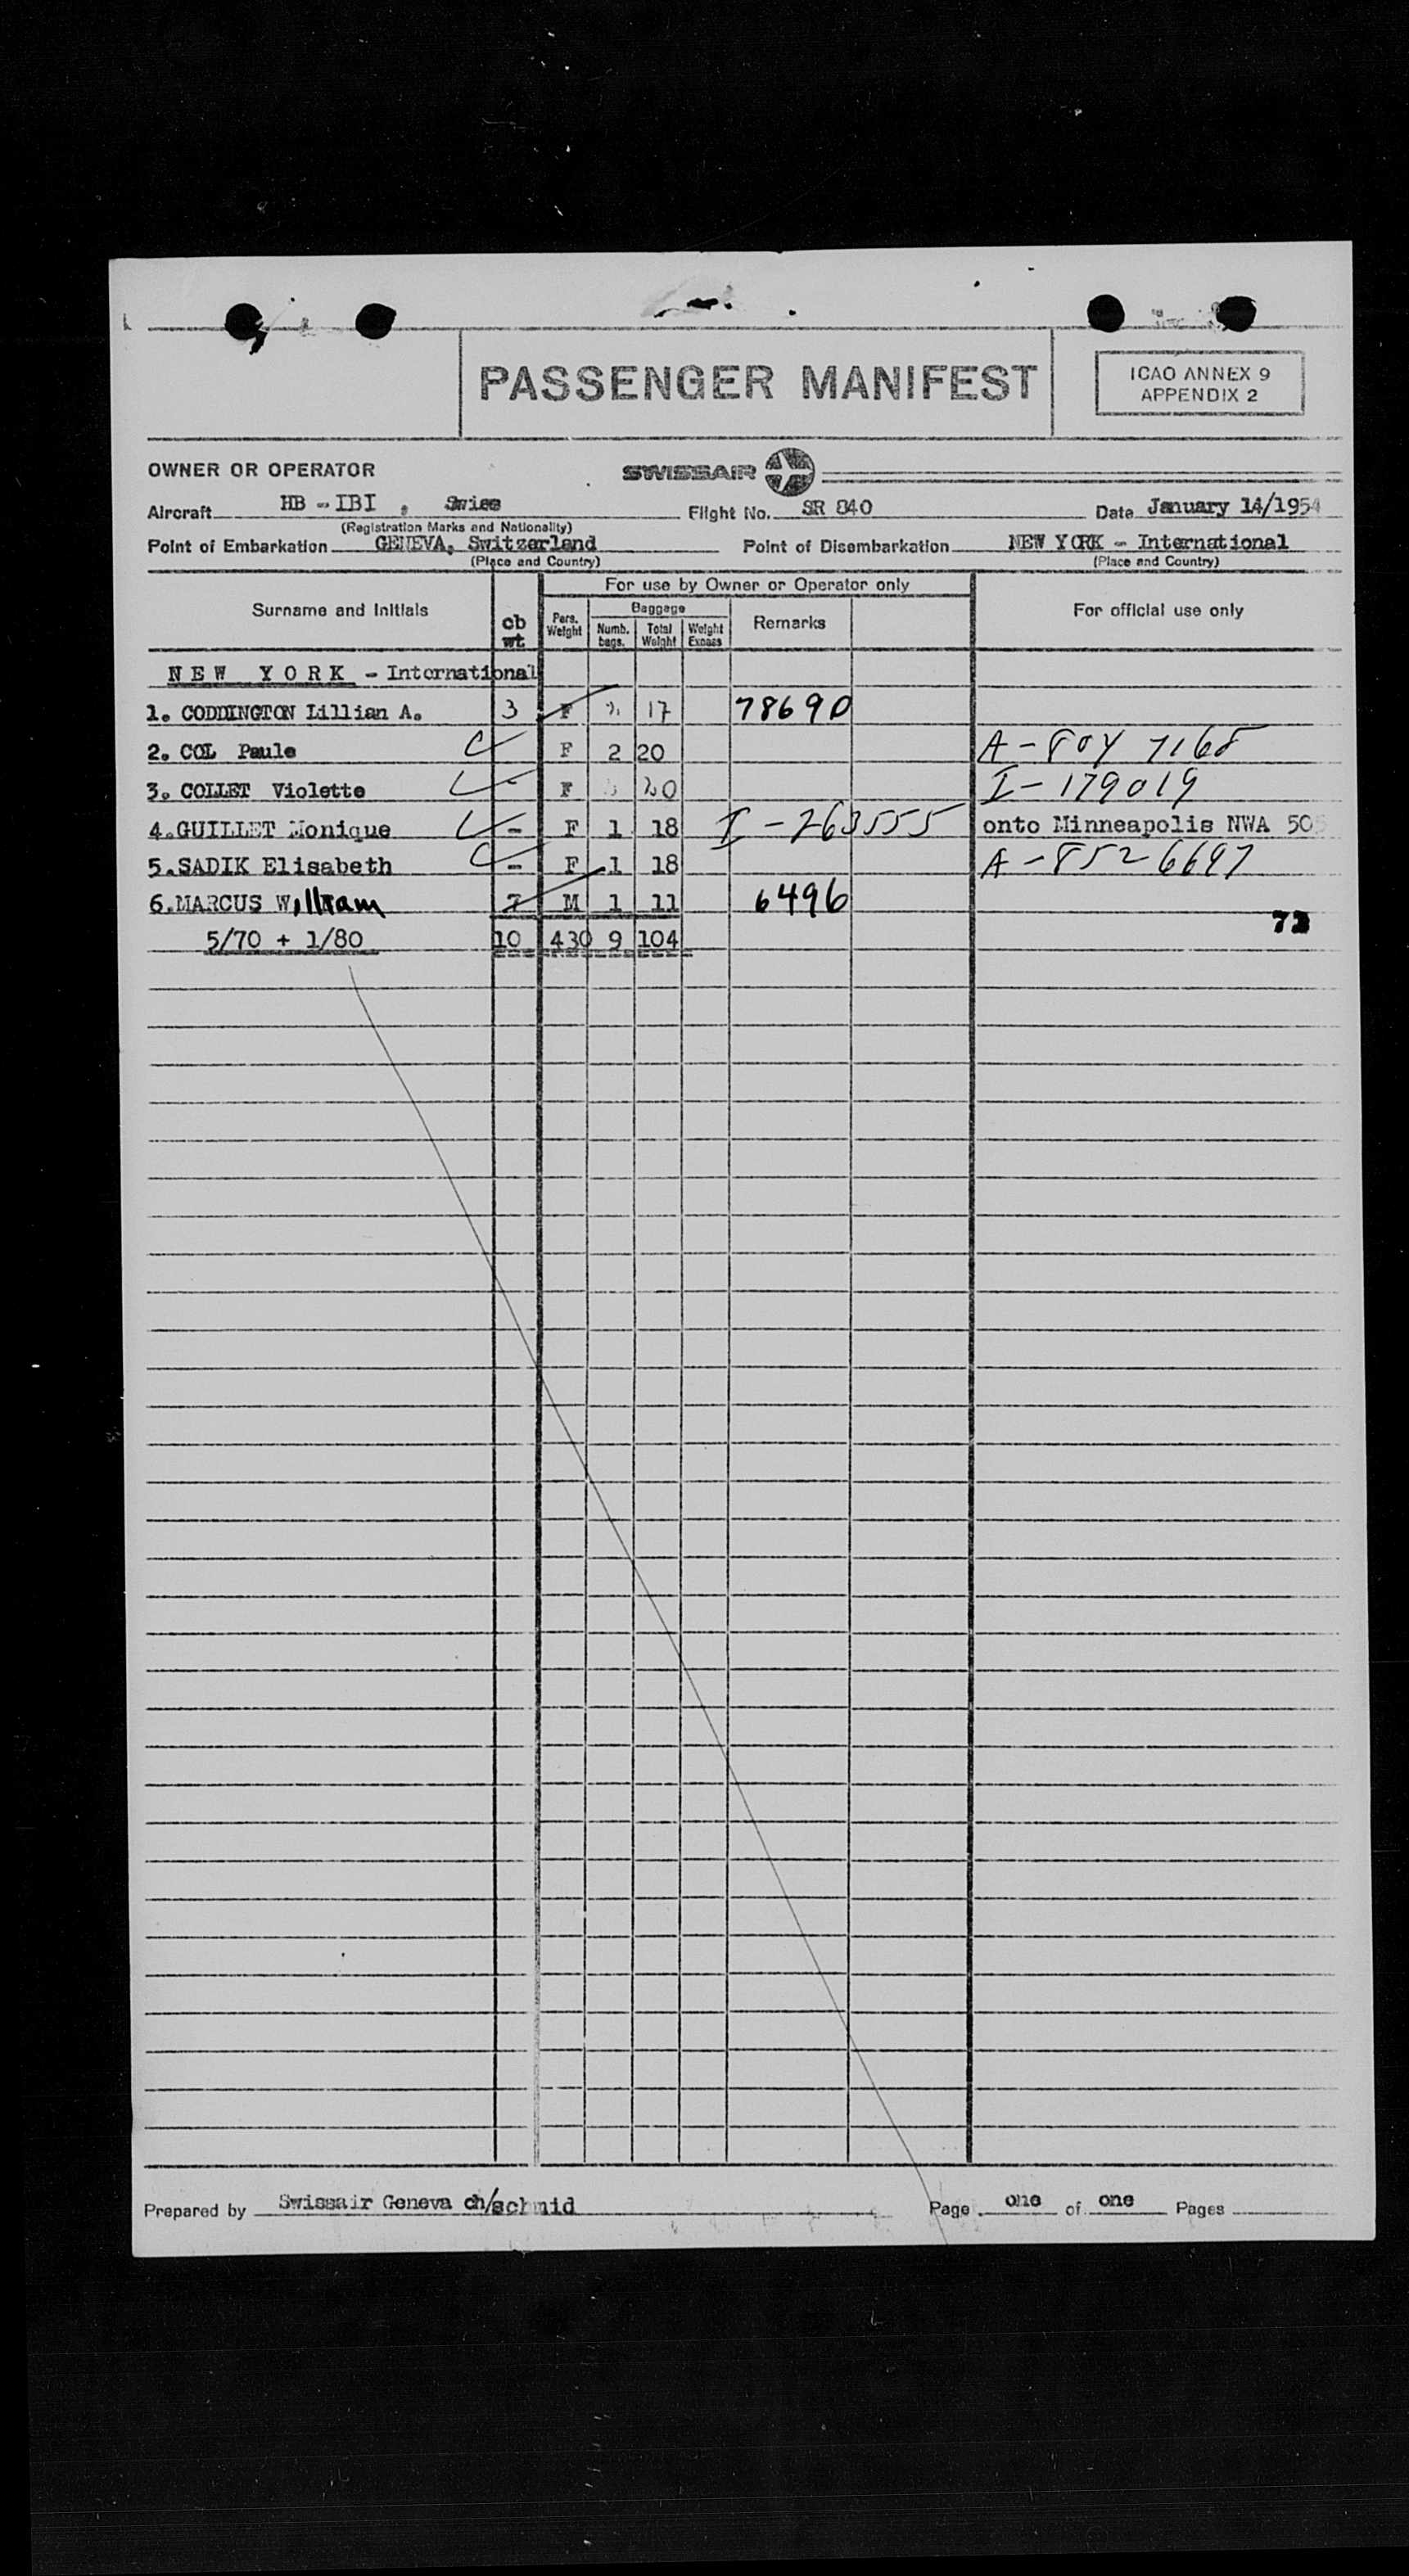 PASSENGER MANIFEST
ICAO ANNEX 9
APPENDIX 2
OWNER OR OPERATOR
SWISSAIR
Aircraft HB - IBI , Swiss Flight No. SR 840 Date January 14/1954
(Registration Marks and Nationality)
Point of Embarkation GENEVA, Switzerland Point of Disembarkation NEW YORK - International
(Place and Country) (Place and Country)
For use by Owner or Operator only
Surname and Initials cb wt Pers. Weight Baggage Numb. bags. Total Weight Weight Excess Remarks For official use only
NEW YORK - International
1. CODDINGTON Lillian A. 3 F 17 78690
2. COL Paule F 2 20 A-804 7168
3. COLLET Violette - F 20 I-179019
4.GUILLET Monique - F 1 18 I-263555 onto Minneapolis NWA 505
5.SADIK Elisabeth - F 1 18 A-8526697
6.MARCUS William 7 M 1 11 6496
5/70 + 1/80 10 430 9 104
Prepared by Swissair Geneva ch/schmid Page one of one Pages